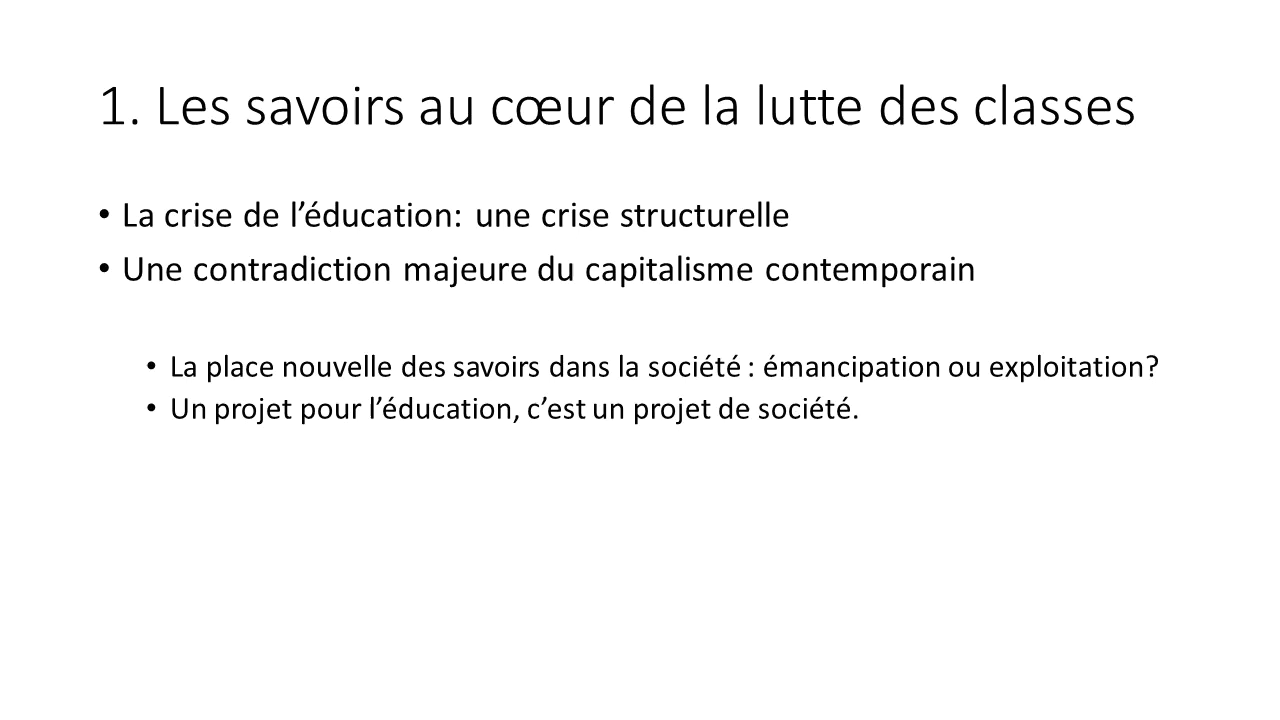 1. Les savoirs au cœur de la lutte des classes
• La crise de l’éducation: une crise structurelle
• Une contradiction majeure du capitalisme contemporain
• La place nouvelle des savoirs dans la société : émancipation ou exploitation?
• Un projet pour l’éducation, c’est un projet de société.